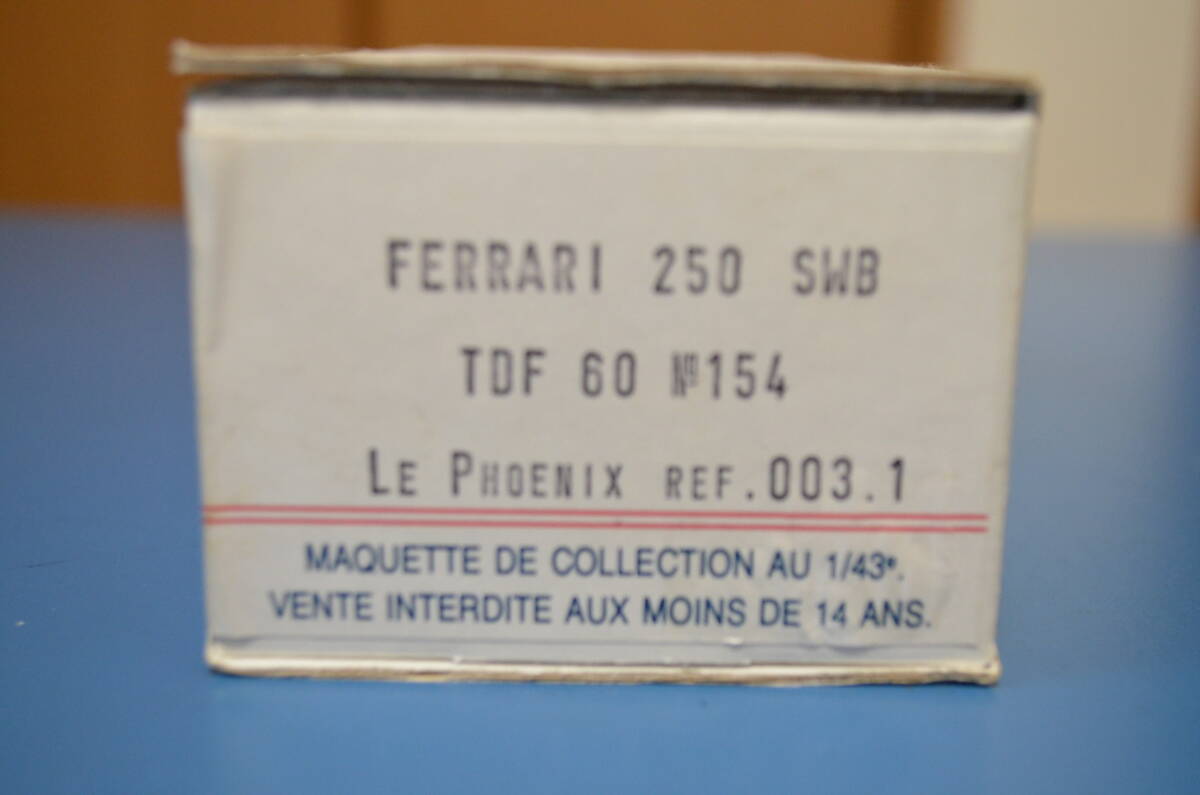 FERRARI 250 SWB
TDF 60 Nº154
LE PHOENIX REF.003.1
MAQUETTE DE COLLECTION AU 1/43e.
VENTE INTERDITE AUX MOINS DE 14 ANS.